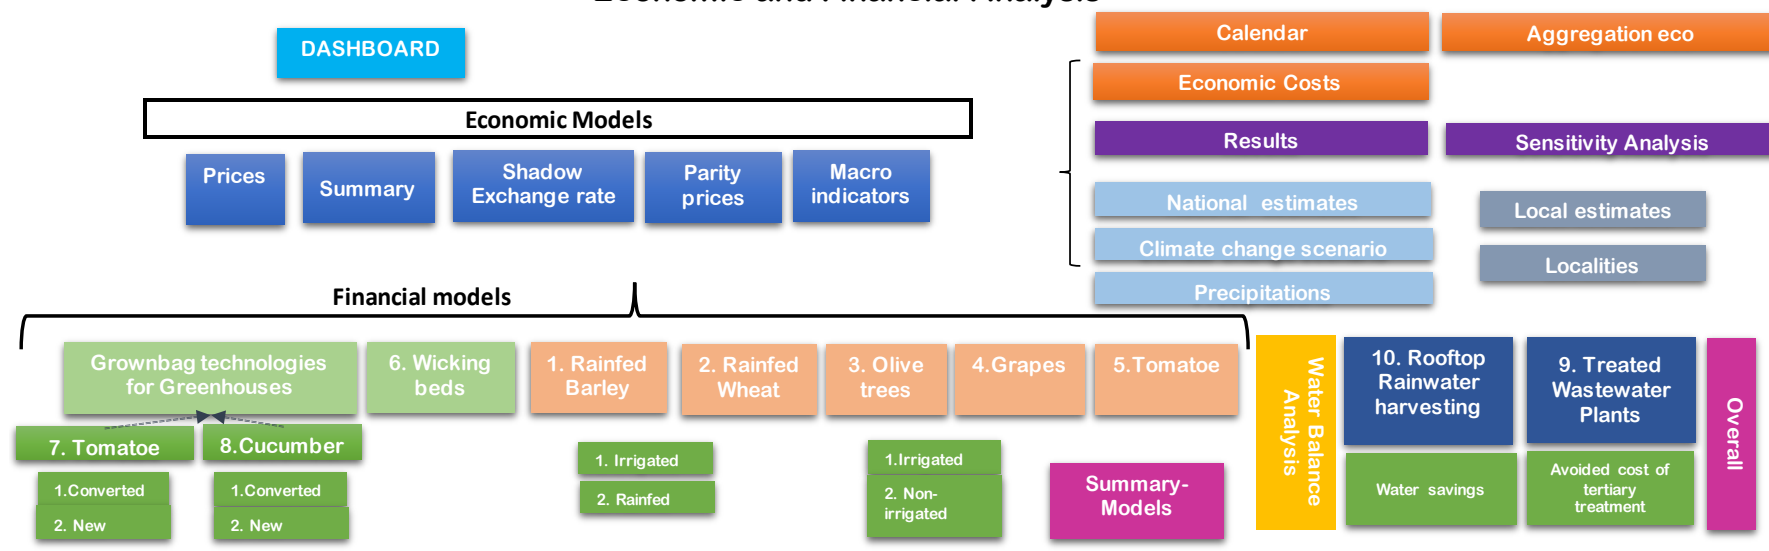 Economic and Financial Analysis
DASHBOARD
Economic Models
Prices
Summary
Shadow
Exchange rate
Parity
prices
Macro
indicators
Calendar
Aggregation eco
Economic Costs
Results
Sensitivity Analysis
National estimates
Local estimates
Climate change scenario
Localities
Precipitations
Financial models
Grownbag technologies
for Greenhouses
6. Wicking
beds
1. Rainfed
Barley
2. Rainfed
Wheat
3. Olive
trees
4.Grapes
5.Tomatoe
7. Tomatoe
8.Cucumber
1.Converted
2. New
1.Converted
2. New
1. Irrigated
2. Rainfed
1.Irrigated
2. Non-
irrigated
Summary-
Models
Water Balance
Analysis
10. Rooftop
Rainwater
harvesting
9. Treated
Wastewater
Plants
Water savings
Avoided cost of
tertiary
treatment
Overall